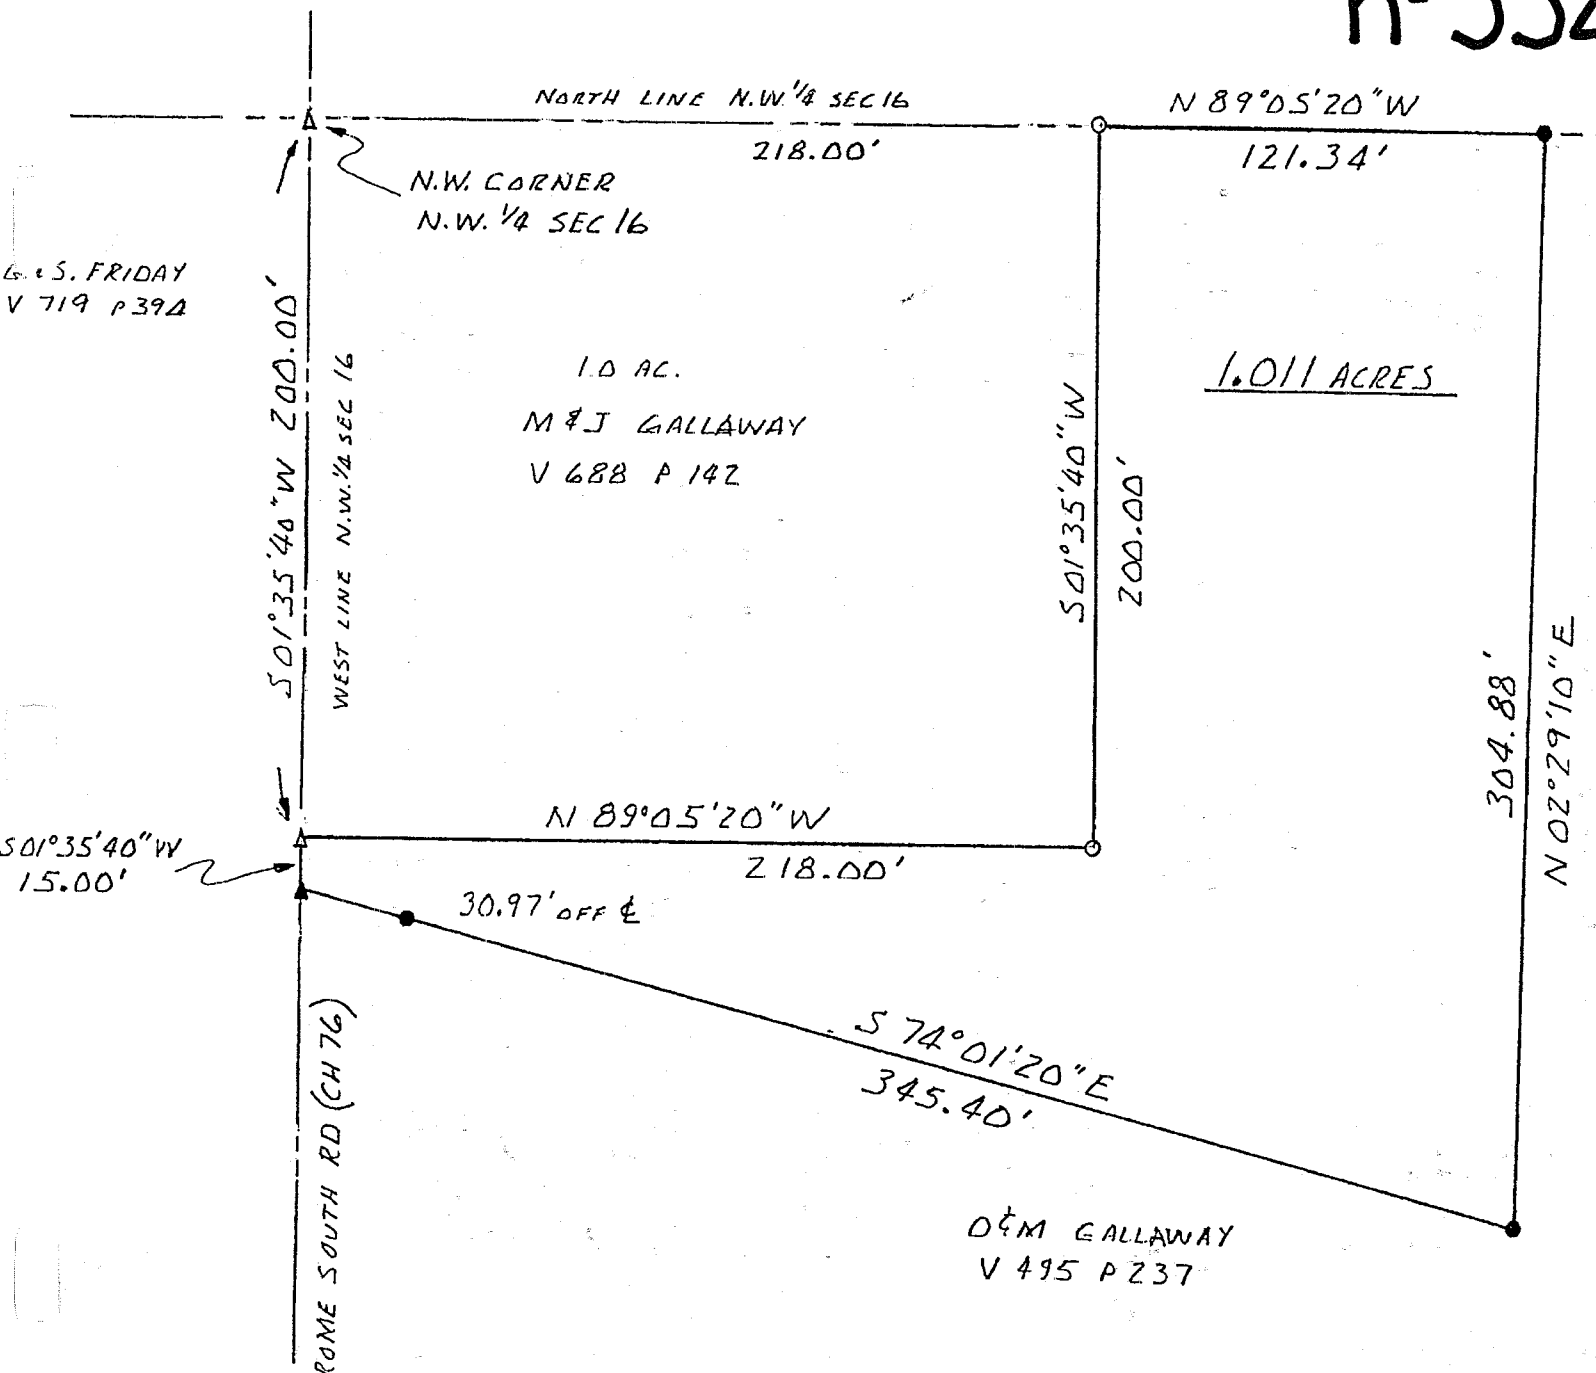 NORTH LINE N.W. 1/4 SEC 16
N 89°05'20"W
218.00'
121.34'
N.W. CORNER
N.W. 1/4 SEC 16
G. & S. FRIDAY
V 719 P 394
S 01°35'40"W 200.00'
WEST LINE N.W. 1/4 SEC 16
1.0 AC.
M & J GALLAWAY
V 688 P 142
S 01°35'40"W
200.00'
1.011 ACRES
304.88'
N 02°29'10"E
N 89°05'20"W
218.00'
S 01°35'40"W
15.00'
30.97' OFF ℄
S 74°01'20"E
345.40'
ROME SOUTH RD (CH 76)
O & M GALLAWAY
V 495 P 237